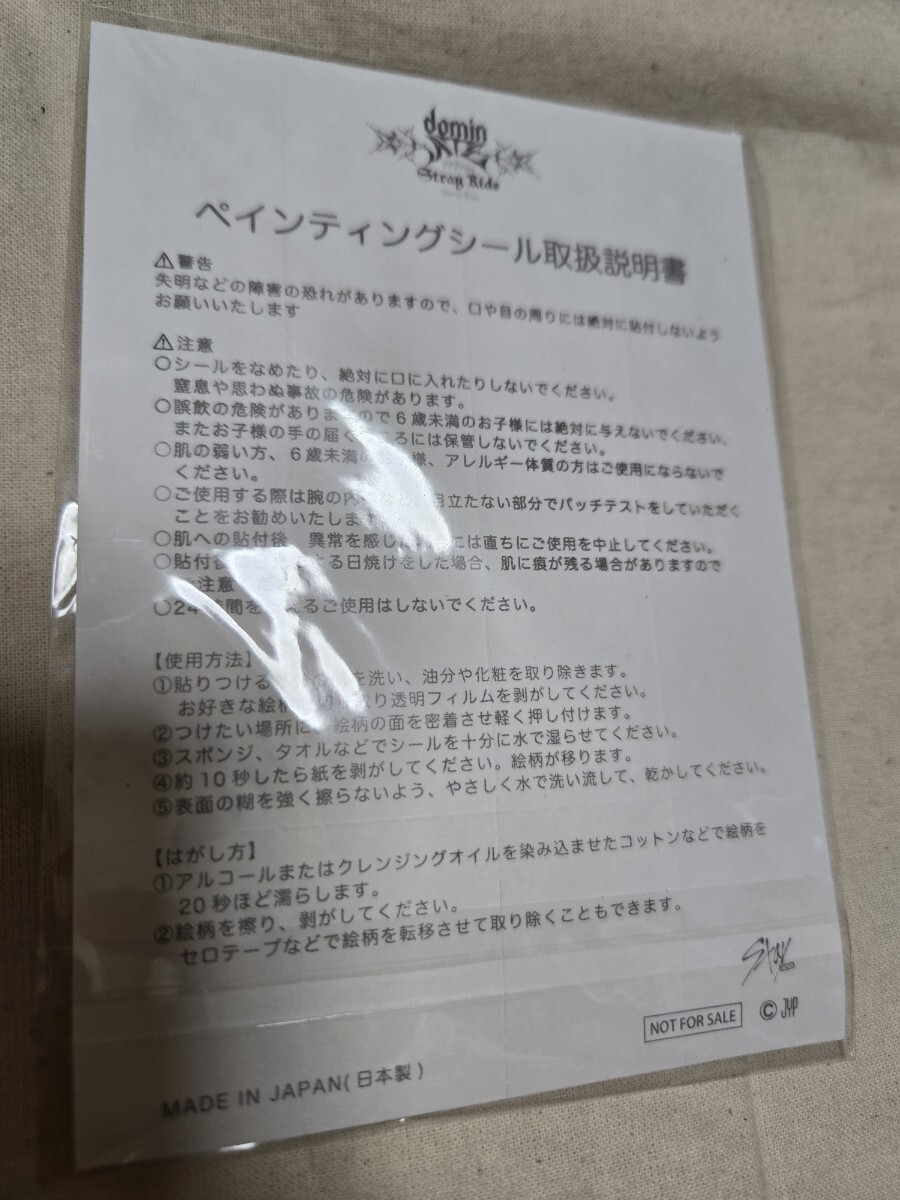 domin
ATE
Stray Kids
ペインティングシール取扱説明書
⚠警告
失明などの障害の恐れがありますので、口や目の周りには絶対に貼付しないよう
お願いいたします
⚠注意
○シールをなめたり、絶対に口に入れたりしないでください。
窒息や思わぬ事故の危険があります。
○誤飲の危険がありますので6歳未満のお子様には絶対に与えないでください、
またお子様の手の届く ころには保管しないでください。
○肌の弱い方、6歳未満の 様、アレルギー体質の方はご使用にならないで
ください。
○ご使用する際は腕の内 目立たない部分でパッチテストをしていただく
ことをお勧めいたします
○肌への貼付後 異常を感じ には直ちにご使用を中止してください。
○貼付後 する日焼けをした場合、肌に痕が残る場合がありますので
注意
○24 間を えるご使用はしないでください。
【使用方法】
①貼りつける を洗い、油分や化粧を取り除きます。
お好きな絵柄 り取り透明フィルムを剥がしてください。
②つけたい場所に 絵柄の面を密着させ軽く押し付けます。
③スポンジ、タオルなどでシールを十分に水で湿らせてください。
④約10秒したら紙を剥がしてください。絵柄が移ります。
⑤表面の糊を強く擦らないよう、やさしく水で洗い流して、乾かしてください。
【はがし方】
①アルコールまたはクレンジングオイルを染み込ませたコットンなどで絵柄を
20秒ほど濡らします。
②絵柄を擦り、剥がしてください。
セロテープなどで絵柄を転移させて取り除くこともできます。
Stay
NOT FOR SALE © JYP
MADE IN JAPAN(日本製)